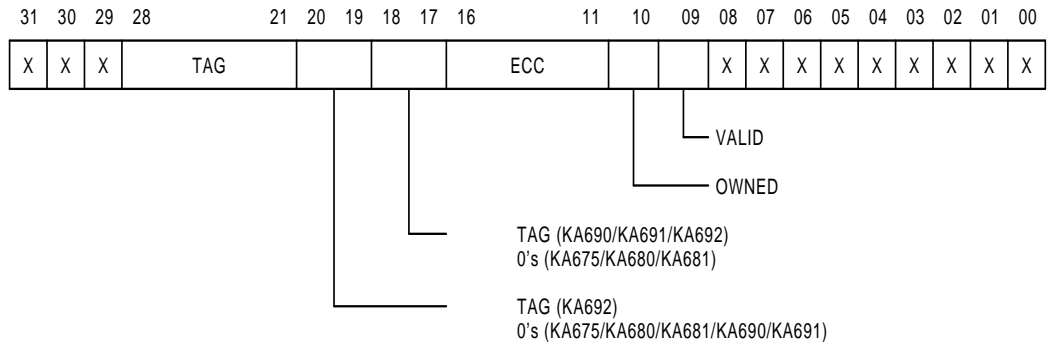 31 30 29 28 21 20 19 18 17 16 11 10 09 08 07 06 05 04 03 02 01 00
X X X TAG ECC X X X X X X X X X
VALID
OWNED
TAG (KA690/KA691/KA692)
0's (KA675/KA680/KA681)
TAG (KA692)
0's (KA675/KA680/KA681/KA690/KA691)